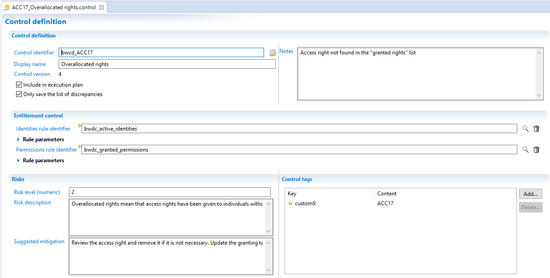 ACC17_Overallocated rights.control
Control definition
Control definition
Control identifier bwcd_ACC17
Display name Overallocated rights
Control version 4
Include in execution plan
Only save the list of discrepancies
Notes Access right not found in the "granted rights" list
Entitlement control
Identities rule identifier bwdc_active_identities
Rule parameters
Permissions rule identifier bwdc_granted_permissions
Rule parameters
Risks
Risk level (numeric) 2
Risk description Overallocated rights mean that access rights have been given to individuals witho
Suggested mitigation Review the access right and remove it if it is not necessary. Update the granting ta
Control tags
Key Content
custom9 ACC17
Add...
Delete...